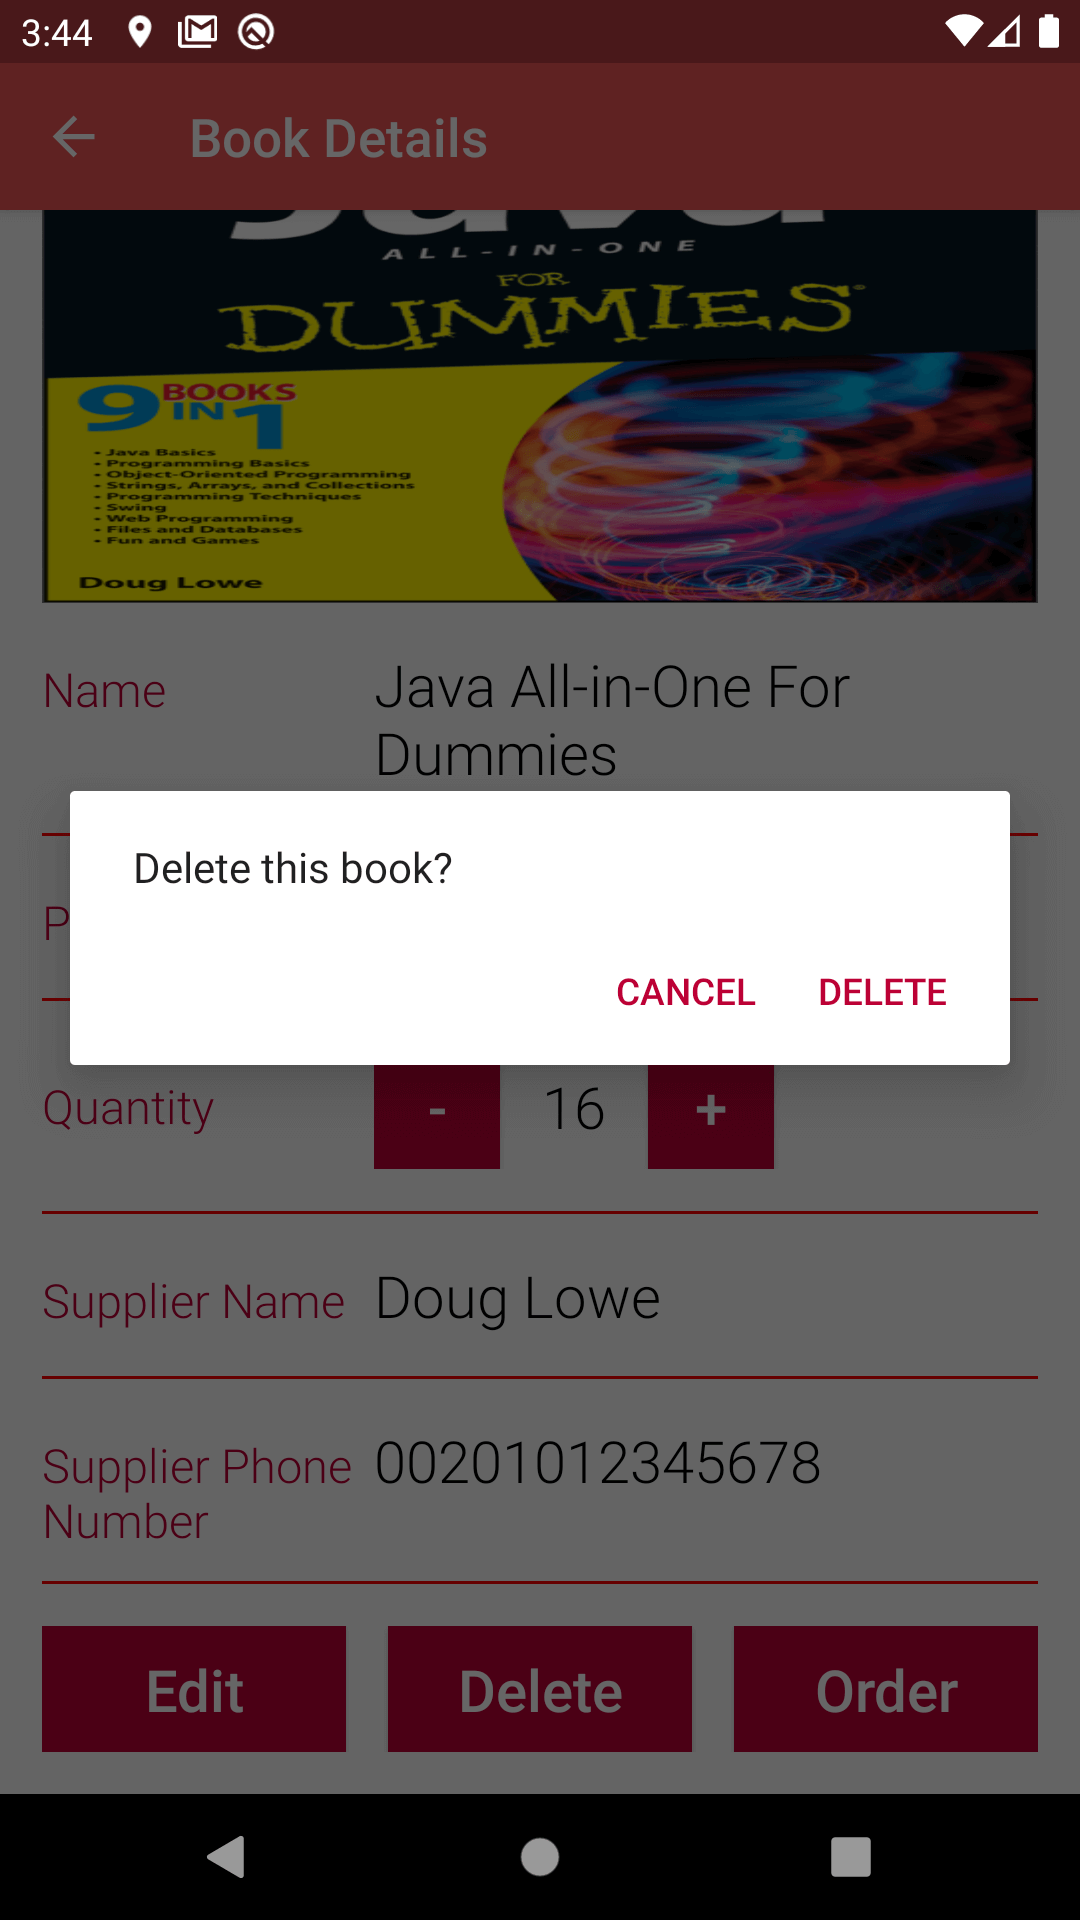 3:44
Book Details
ALL-IN-ONE
FOR
DUMMIES
9 BOOKS IN 1
• Java Basics
• Programming Basics
• Object-Oriented Programming
• Strings, Arrays, and Collections
• Programming Techniques
• Swing
• Web Programming
• Files and Databases
• Fun and Games
Doug Lowe
Name
Java All-in-One For
Dummies
Delete this book?
CANCEL
DELETE
Quantity
-
16
+
Supplier Name
Doug Lowe
Supplier Phone
Number
00201012345678
Edit
Delete
Order